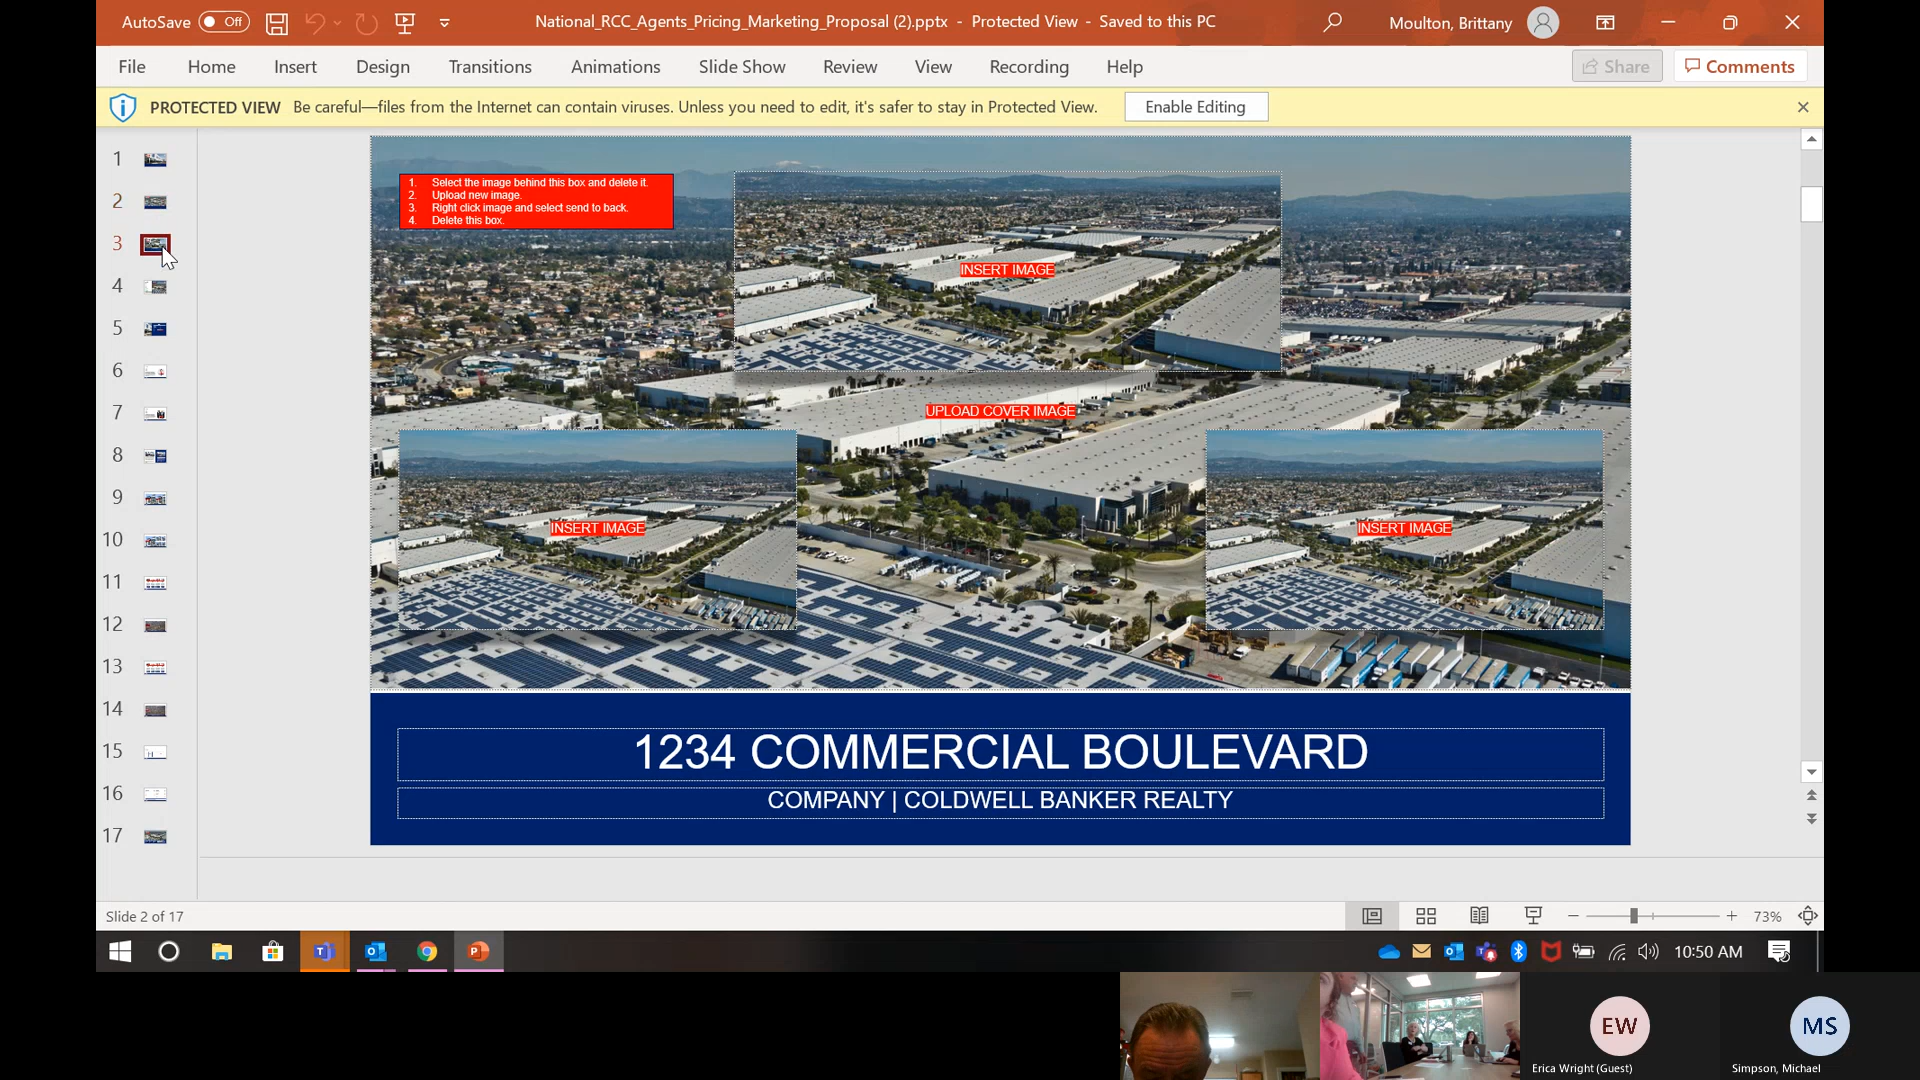 AutoSave Off National_RCC_Agents_Pricing_Marketing_Proposal (2).pptx - Protected View - Saved to this PC Moulton, Brittany
File Home Insert Design Transitions Animations Slide Show Review View Recording Help Share Comments
PROTECTED VIEW Be careful—files from the Internet can contain viruses. Unless you need to edit, it's safer to stay in Protected View. Enable Editing
1
2
3
4
5
6
7
8
9
10
11
12
13
14
15
16
17
1. Select the image behind this box and delete it.
2. Upload new image.
3. Right click image and select send to back.
4. Delete this box.
INSERT IMAGE
UPLOAD COVER IMAGE
INSERT IMAGE INSERT IMAGE
1234 COMMERCIAL BOULEVARD
COMPANY | COLDWELL BANKER REALTY
Slide 2 of 17 73%
10:50 AM
EW MS
Erica Wright (Guest) Simpson, Michael